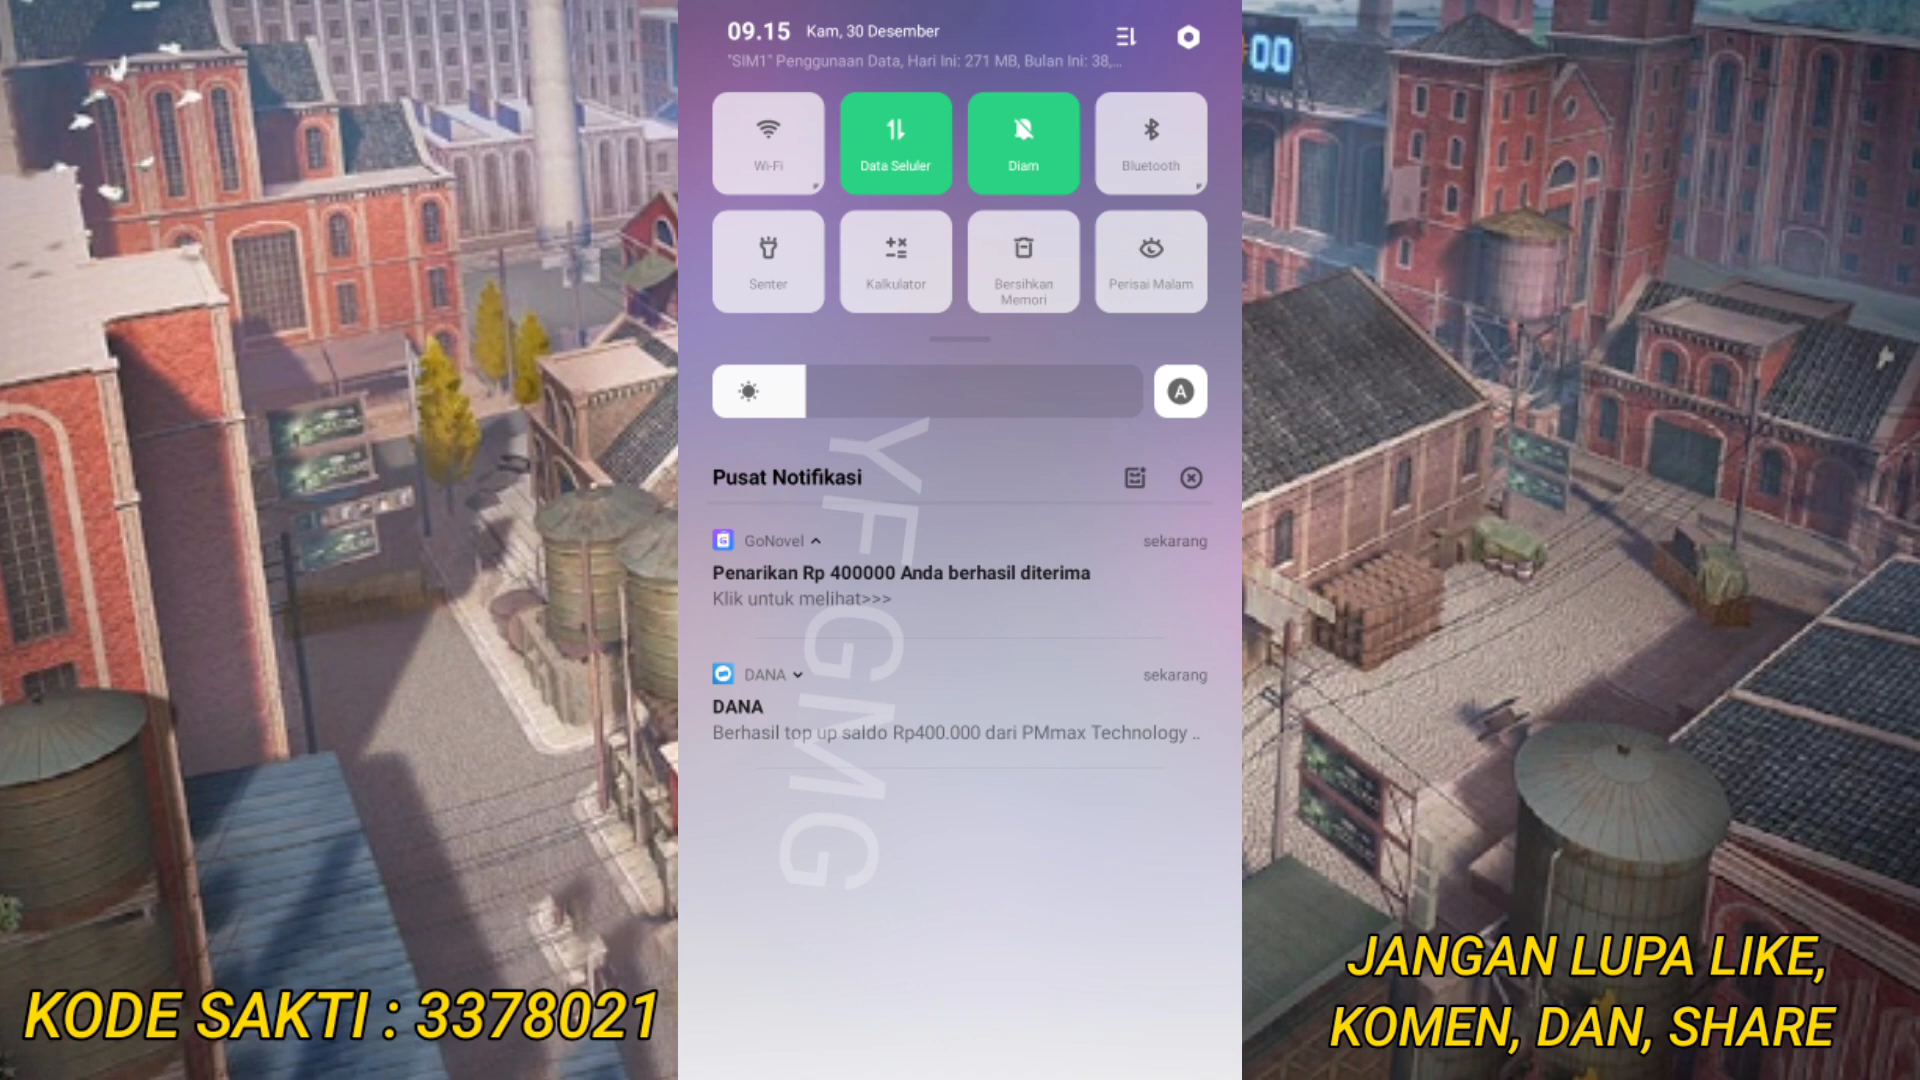 09.15 Kam, 30 Desember
"SIM1" Penggunaan Data, Hari Ini: 271 MB, Bulan Ini: 38,...
:00
Wi-Fi
Data Seluler
Diam
Bluetooth
Senter
Kalkulator
Bersihkan
Memori
Perisai Malam
A
Pusat Notifikasi
GoNovel
sekarang
Penarikan Rp 400000 Anda berhasil diterima
Klik untuk melihat>>>
DANA
sekarang
DANA
Berhasil top up saldo Rp400.000 dari PMmax Technology ..
YFGMG
KODE SAKTI : 3378021
JANGAN LUPA LIKE,
KOMEN, DAN, SHARE